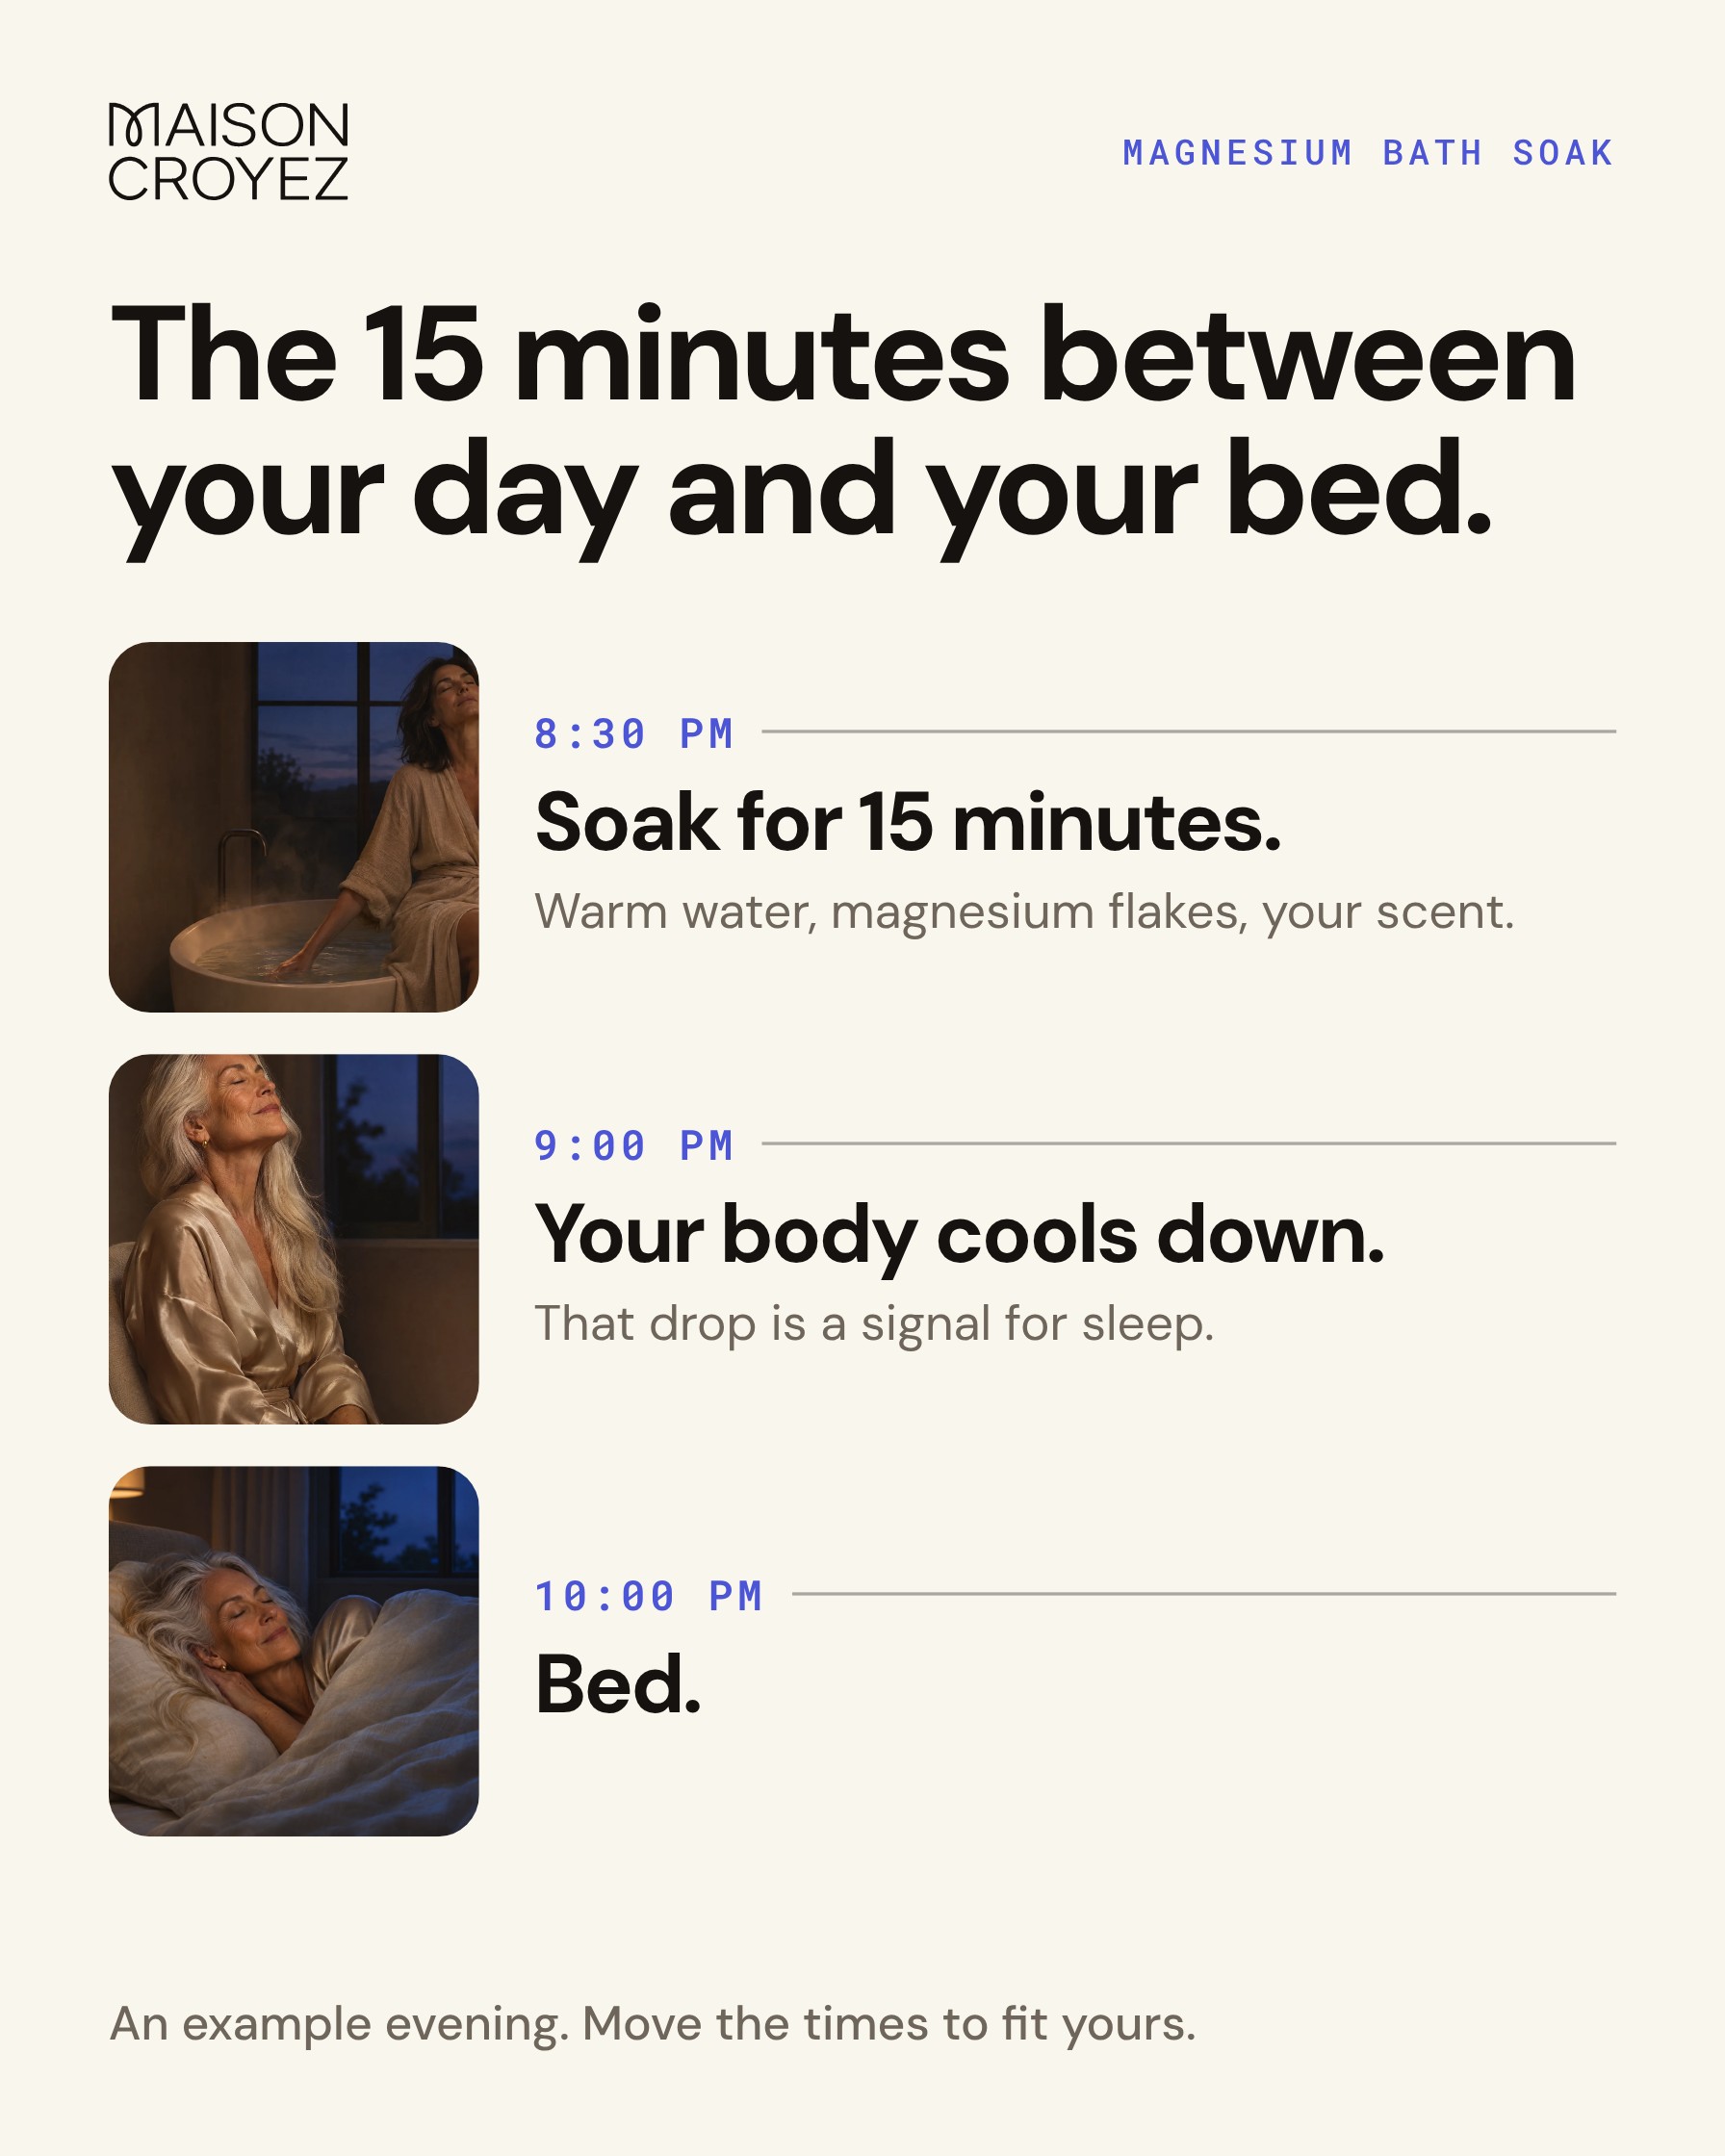 MAISON
CROYEZ
MAGNESIUM BATH SOAK
The 15 minutes between
your day and your bed.
8:30 PM
Soak for 15 minutes.
Warm water, magnesium flakes, your scent.
9:00 PM
Your body cools down.
That drop is a signal for sleep.
10:00 PM
Bed.
An example evening. Move the times to fit yours.